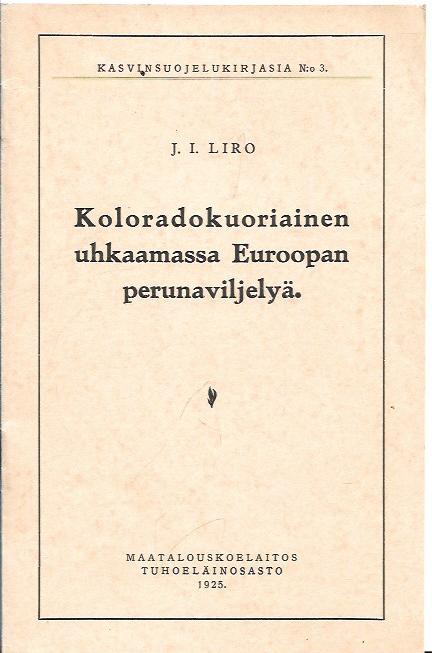 KASVINSUOJELUKIRJASIA N:o 3.
J. I. LIRO
Koloradokuoriainen
uhkaamassa Euroopan
perunaviljelyä.
MAATALOUSKOELAITOS
TUHOELÄINOSASTO
1925.